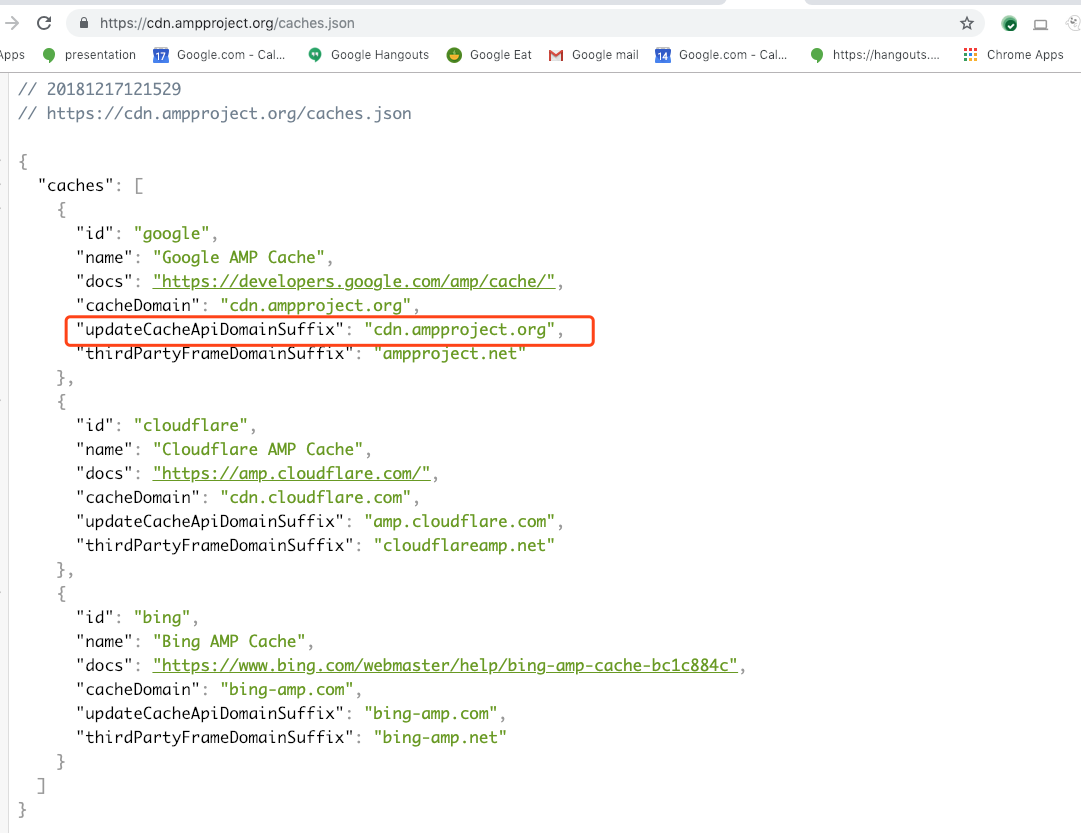 https://cdn.ampproject.org/caches.json
Apps presentation 17 Google.com - Cal... Google Hangouts Google Eat Google mail 14 Google.com - Cal... https://hangouts.... Chrome Apps
// 20181217121529
// https://cdn.ampproject.org/caches.json
{
"caches": [
{
"id": "google",
"name": "Google AMP Cache",
"docs": "https://developers.google.com/amp/cache/",
"cacheDomain": "cdn.ampproject.org",
"updateCacheApiDomainSuffix": "cdn.ampproject.org",
"thirdPartyFrameDomainSuffix": "ampproject.net"
},
{
"id": "cloudflare",
"name": "Cloudflare AMP Cache",
"docs": "https://amp.cloudflare.com/",
"cacheDomain": "cdn.cloudflare.com",
"updateCacheApiDomainSuffix": "amp.cloudflare.com",
"thirdPartyFrameDomainSuffix": "cloudflareamp.net"
},
{
"id": "bing",
"name": "Bing AMP Cache",
"docs": "https://www.bing.com/webmaster/help/bing-amp-cache-bc1c884c",
"cacheDomain": "bing-amp.com",
"updateCacheApiDomainSuffix": "bing-amp.com",
"thirdPartyFrameDomainSuffix": "bing-amp.net"
}
]
}